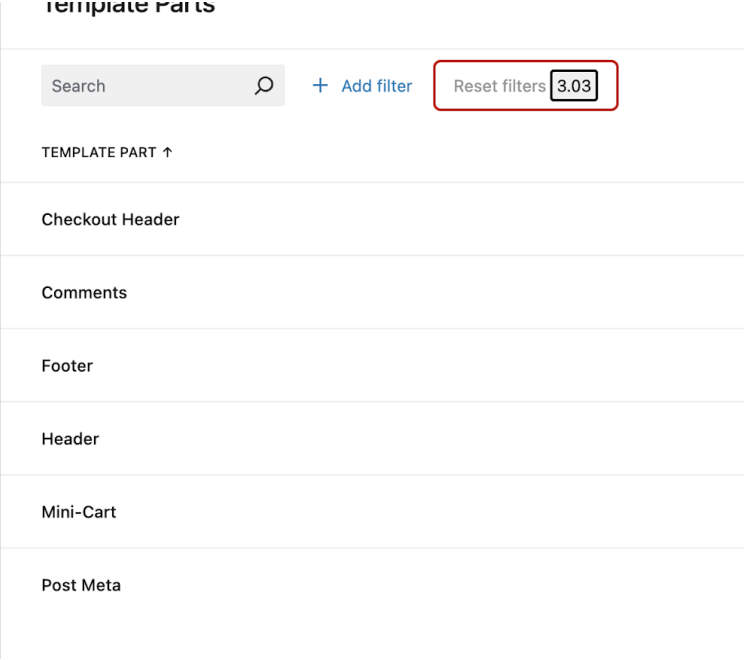 Template Parts
Search + Add filter Reset filters 3.03
TEMPLATE PART ↑
Checkout Header
Comments
Footer
Header
Mini-Cart
Post Meta